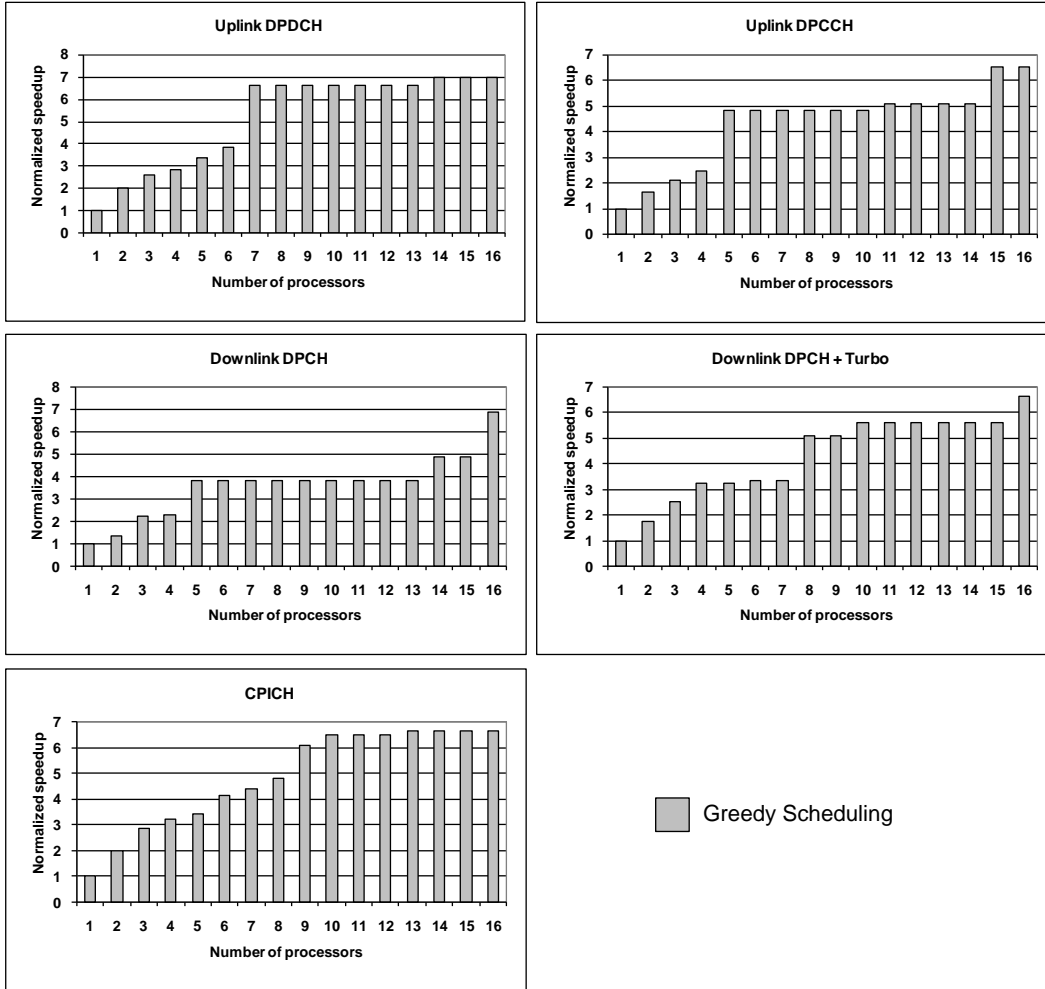 Uplink DPDCH
Normalized speedup
8
7
6
5
4
3
2
1
0
1 2 3 4 5 6 7 8 9 10 11 12 13 14 15 16
Number of processors
Uplink DPCCH
Normalized speedup
7
6
5
4
3
2
1
0
1 2 3 4 5 6 7 8 9 10 11 12 13 14 15 16
Number of processors
Downlink DPCH
Normalized speedup
8
7
6
5
4
3
2
1
0
1 2 3 4 5 6 7 8 9 10 11 12 13 14 15 16
Number of processors
Downlink DPCH + Turbo
Normalized speedup
7
6
5
4
3
2
1
0
1 2 3 4 5 6 7 8 9 10 11 12 13 14 15 16
Number of processors
CPICH
Normalized speedup
7
6
5
4
3
2
1
0
1 2 3 4 5 6 7 8 9 10 11 12 13 14 15 16
Number of processors
Greedy Scheduling